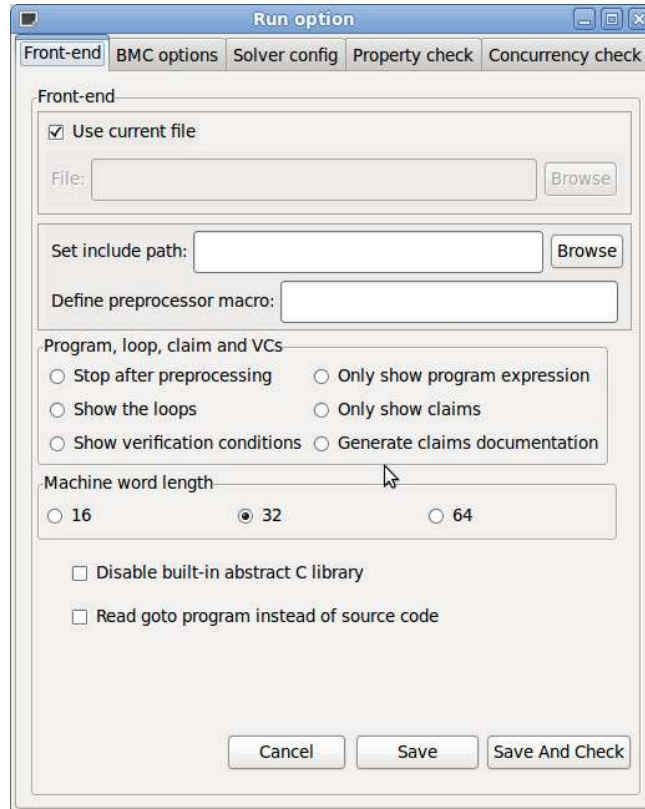 Run option
Front-end BMC options Solver config Property check Concurrency check
Front-end
Use current file
File: Browse
Set include path: Browse
Define preprocessor macro:
Program, loop, claim and VCs
Stop after preprocessing Only show program expression
Show the loops Only show claims
Show verification conditions Generate claims documentation
Machine word length
16 32 64
Disable built-in abstract C library
Read goto program instead of source code
Cancel Save Save And Check